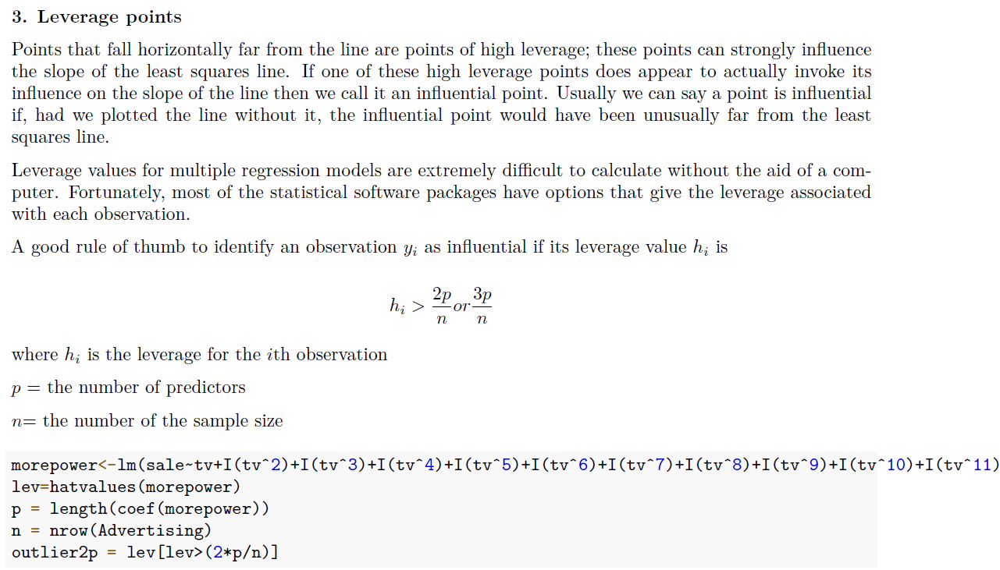 3. Leverage points
Points that fall horizontally far from the line are points of high leverage; these points can strongly influence
the slope of the least squares line. If one of these high leverage points does appear to actually invoke its
influence on the slope of the line then we call it an influential point. Usually we can say a point is influential
if, had we plotted the line without it, the influential point would have been unusually far from the least
squares line.
Leverage values for multiple regression models are extremely difficult to calculate without the aid of a com-
puter. Fortunately, most of the statistical software packages have options that give the leverage associated
with each observation.
A good rule of thumb to identify an observation y_i as influential if its leverage value h_i is
h_i > 2p/n or 3p/n
where h_i is the leverage for the ith observation
p = the number of predictors
n= the number of the sample size
morepower<-lm(sale~tv+I(tv^2)+I(tv^3)+I(tv^4)+I(tv^5)+I(tv^6)+I(tv^7)+I(tv^8)+I(tv^9)+I(tv^10)+I(tv^11)
lev=hatvalues(morepower)
p = length(coef(morepower))
n = nrow(Advertising)
outlier2p = lev[lev>(2*p/n)]